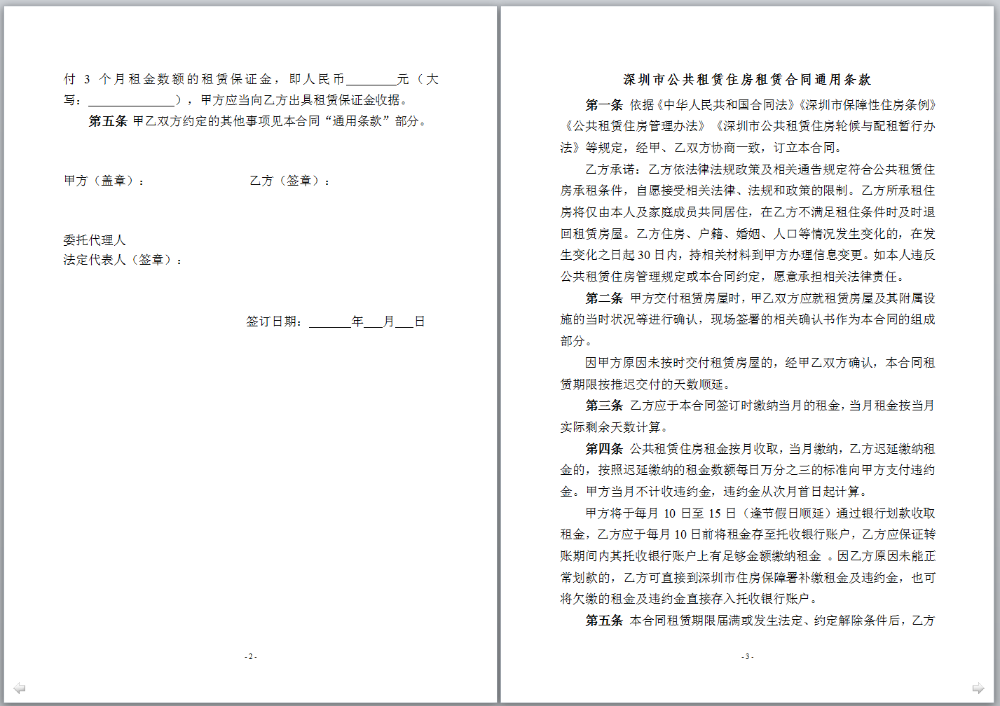 付 3 个月租金数额的租赁保证金，即人民币________元（大
写：______________），甲方应当向乙方出具租赁保证金收据。
第五条 甲乙双方约定的其他事项见本合同“通用条款”部分。
甲方（盖章）： 乙方（签章）：
委托代理人
法定代表人（签章）：
签订日期：_______年___月___日
- 2 -
深圳市公共租赁住房租赁合同通用条款
第一条 依据《中华人民共和国合同法》《深圳市保障性住房条例》
《公共租赁住房管理办法》《深圳市公共租赁住房轮候与配租暂行办
法》等规定，经甲、乙双方协商一致，订立本合同。
乙方承诺：乙方依法律法规政策及相关通告规定符合公共租赁住
房承租条件，自愿接受相关法律、法规和政策的限制。乙方所承租住
房将仅由本人及家庭成员共同居住，在乙方不满足租住条件时及时退
回租赁房屋。乙方住房、户籍、婚姻、人口等情况发生变化的，在发
生变化之日起 30 日内，持相关材料到甲方办理信息变更。如本人违反
公共租赁住房管理规定或本合同约定，愿意承担相关法律责任。
第二条 甲方交付租赁房屋时，甲乙双方应就租赁房屋及其附属设
施的当时状况等进行确认，现场签署的相关确认书作为本合同的组成
部分。
因甲方原因未按时交付租赁房屋的，经甲乙双方确认，本合同租
赁期限按推迟交付的天数顺延。
第三条 乙方应于本合同签订时缴纳当月的租金，当月租金按当月
实际剩余天数计算。
第四条 公共租赁住房租金按月收取，当月缴纳，乙方迟延缴纳租
金的，按照迟延缴纳的租金数额每日万分之三的标准向甲方支付违约
金。甲方当月不计收违约金，违约金从次月首日起计算。
甲方将于每月 10 日至 15 日（逢节假日顺延）通过银行划款收取
租金，乙方应于每月 10 日前将租金存至托收银行账户，乙方应保证转
账期间内其托收银行账户上有足够金额缴纳租金 。因乙方原因未能正
常划款的，乙方可直接到深圳市住房保障署补缴租金及违约金，也可
将欠缴的租金及违约金直接存入托收银行账户。
第五条 本合同租赁期限届满或发生法定、约定解除条件后，乙方
- 3 -